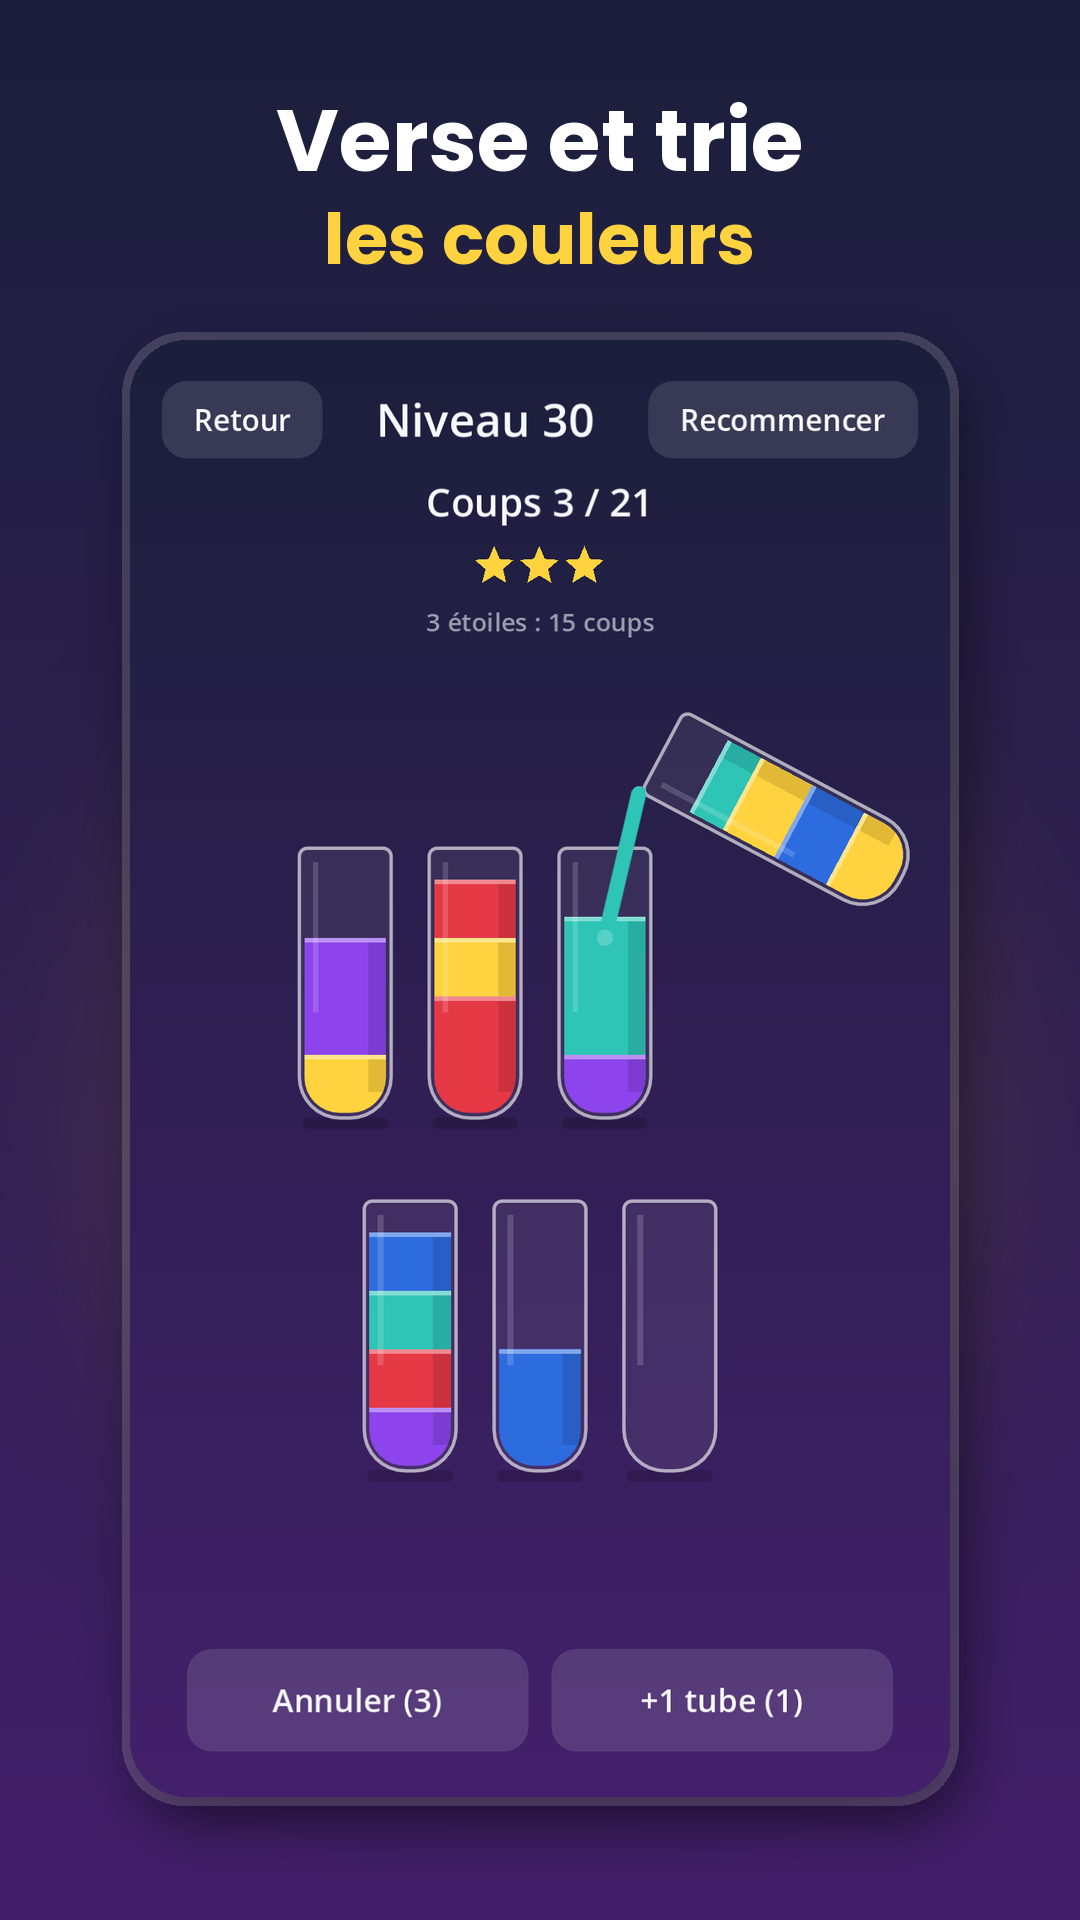 Verse et trie
les couleurs
Retour
Niveau 30
Recommencer
Coups 3 / 21
3 étoiles : 15 coups
Annuler (3)
+1 tube (1)